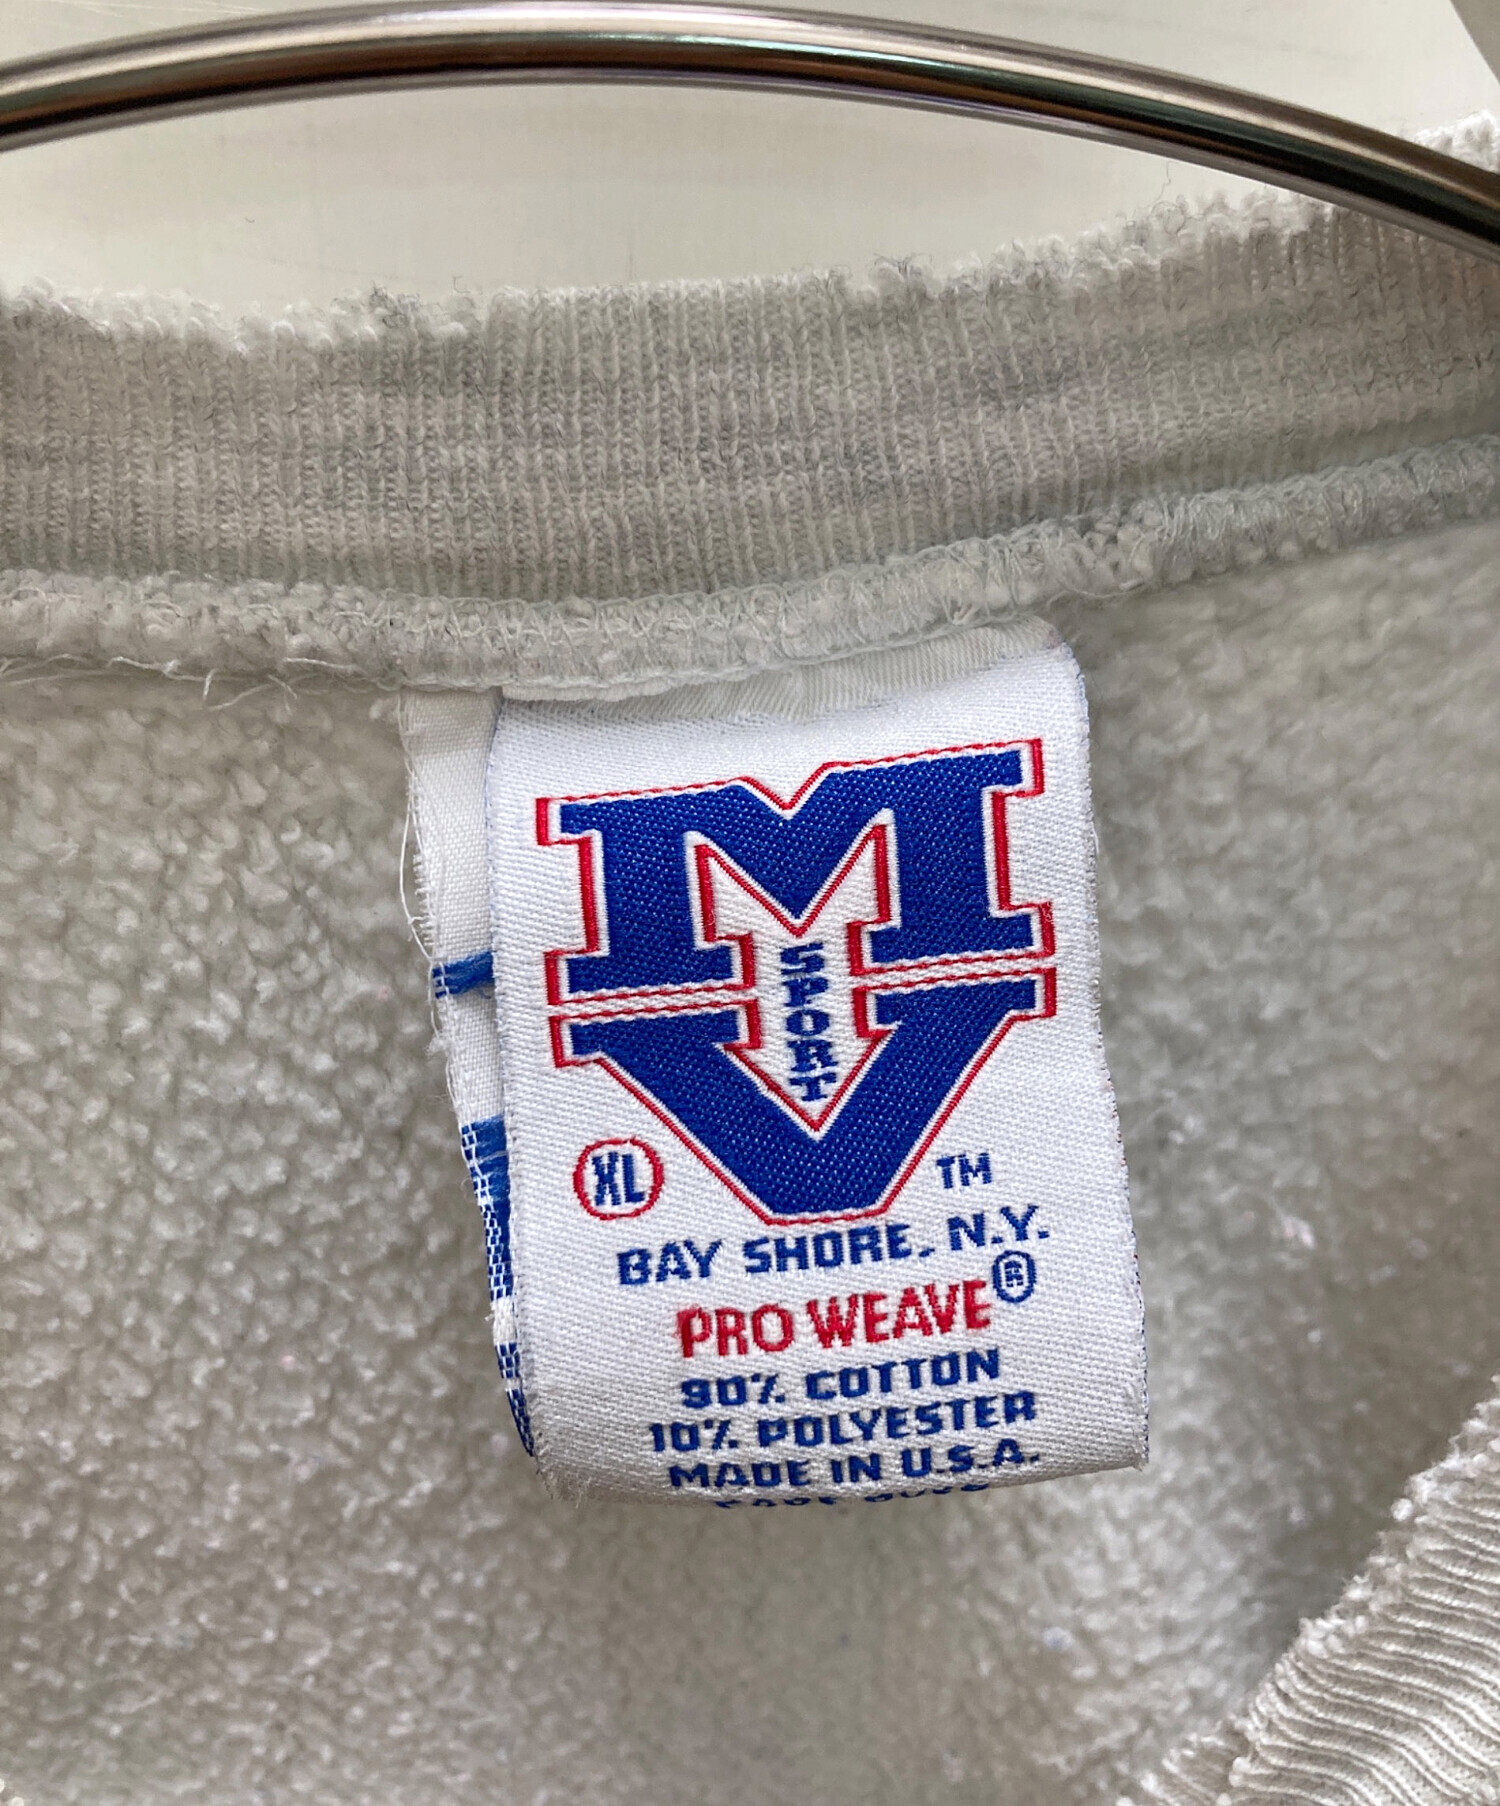 MV
SPORT
XL
TM
BAY SHORE, N.Y.
PRO WEAVE®
90% COTTON
10% POLYESTER
MADE IN U.S.A.